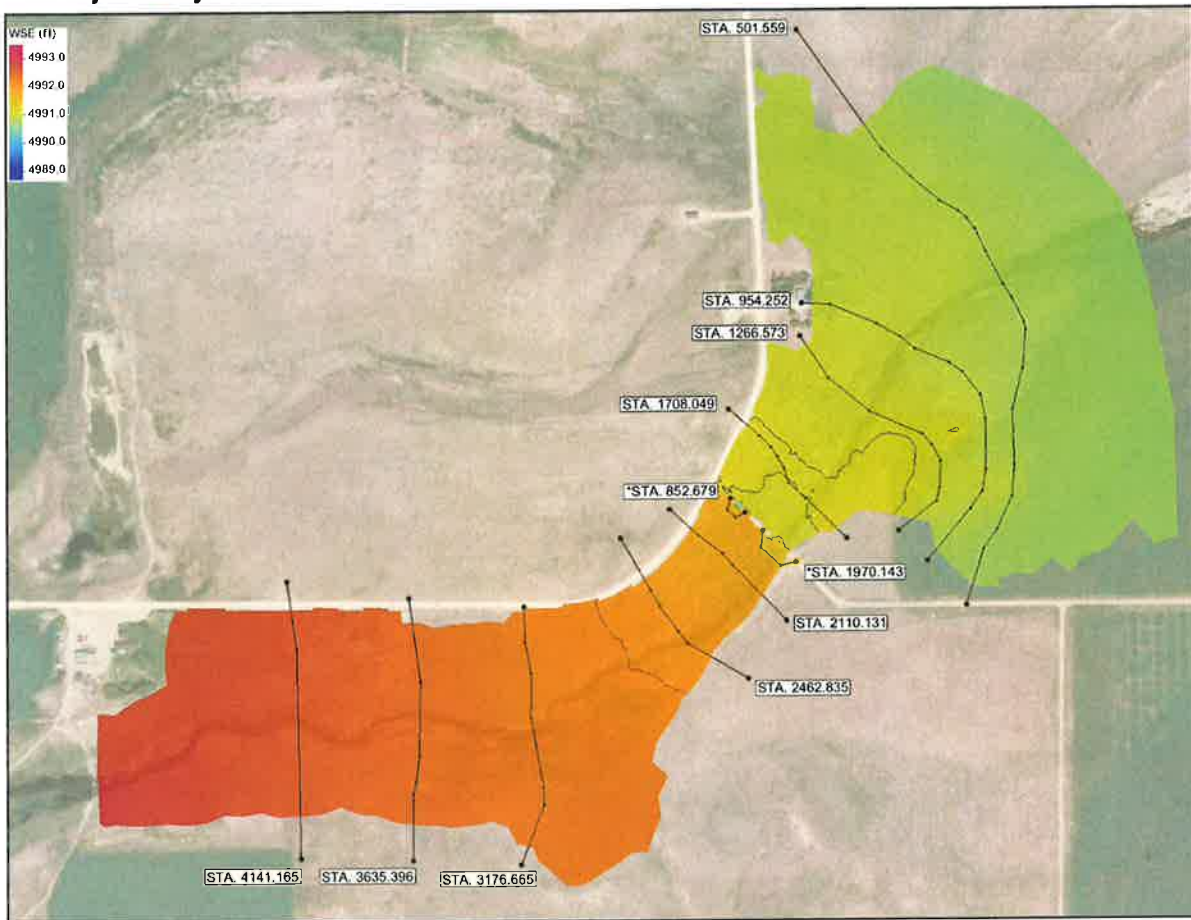 WSE (ft)
4993.0
4992.0
4991.0
4990.0
4989.0
STA. 501.559
STA. 954.252
STA. 1266.573
STA. 1708.049
*STA. 852.679
*STA. 1970.143
STA. 2110.131
STA. 2462.835
STA. 4141.165
STA. 3635.396
STA. 3176.665